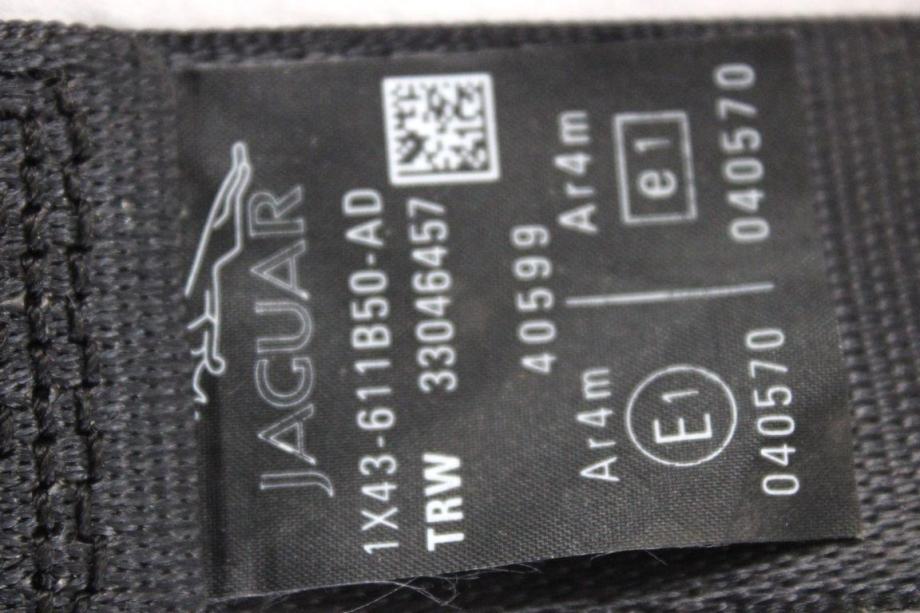 JAGUAR
1X43-611B50-AD
TRW 33046457
40599
Ar4m Ar4m
E1 e1
040570 040570